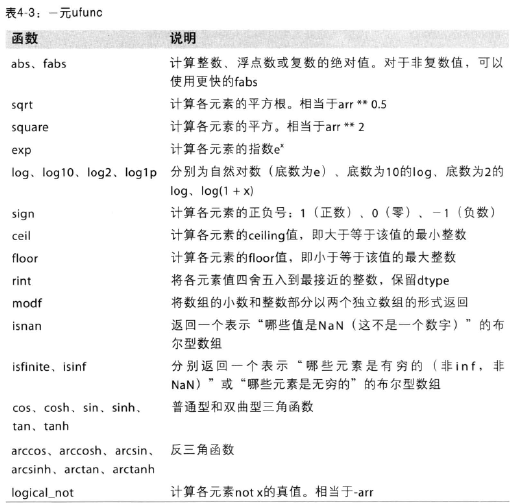 表4-3：一元ufunc
函数 说明
abs、fabs 计算整数、浮点数或复数的绝对值。对于非复数值，可以
使用更快的fabs
sqrt 计算各元素的平方根。相当于arr ** 0.5
square 计算各元素的平方。相当于arr ** 2
exp 计算各元素的指数eˣ
log、log10、log2、log1p 分别为自然对数（底数为e）、底数为10的log、底数为2的
log、log(1 + x)
sign 计算各元素的正负号：1（正数）、0（零）、－1（负数）
ceil 计算各元素的ceiling值，即大于等于该值的最小整数
floor 计算各元素的floor值，即小于等于该值的最大整数
rint 将各元素值四舍五入到最接近的整数，保留dtype
modf 将数组的小数和整数部分以两个独立数组的形式返回
isnan 返回一个表示“哪些值是NaN（这不是一个数字）”的布
尔型数组
isfinite、isinf 分别返回一个表示“哪些元素是有穷的（非inf，非
NaN）”或“哪些元素是无穷的”的布尔型数组
cos、cosh、sin、sinh、 普通型和双曲型三角函数
tan、tanh
arccos、arccosh、arcsin、 反三角函数
arcsinh、arctan、arctanh
logical_not 计算各元素not x的真值。相当于-arr